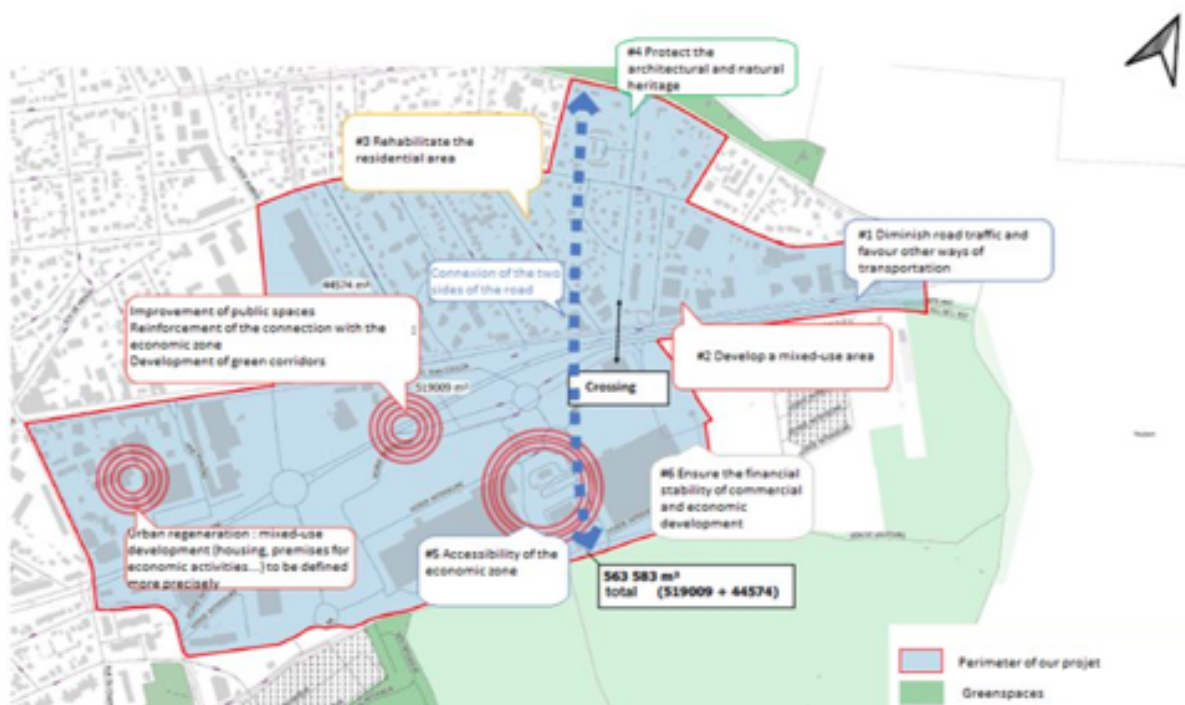 #4 Protect the
architectural and natural
heritage
#3 Rehabilitate the
residential area
#1 Diminish road traffic and
favour other ways of
transportation
Connexion of the two
sides of the road
44574 m²
Improvement of public spaces
Reinforcement of the connection with the
economic zone
Development of green corridors
:
#2 Develop a mixed-use area
519009 m²
Crossing
#6 Ensure the financial
stability of commercial
and economic
development
Urban regeneration : mixed-use
development (housing, premises for
economic activities...) to be defined
more precisely
#5 Accessibility of the
economic zone
563 583 m²
total (519009 + 44574)
Perimeter of our projet
Greenspaces